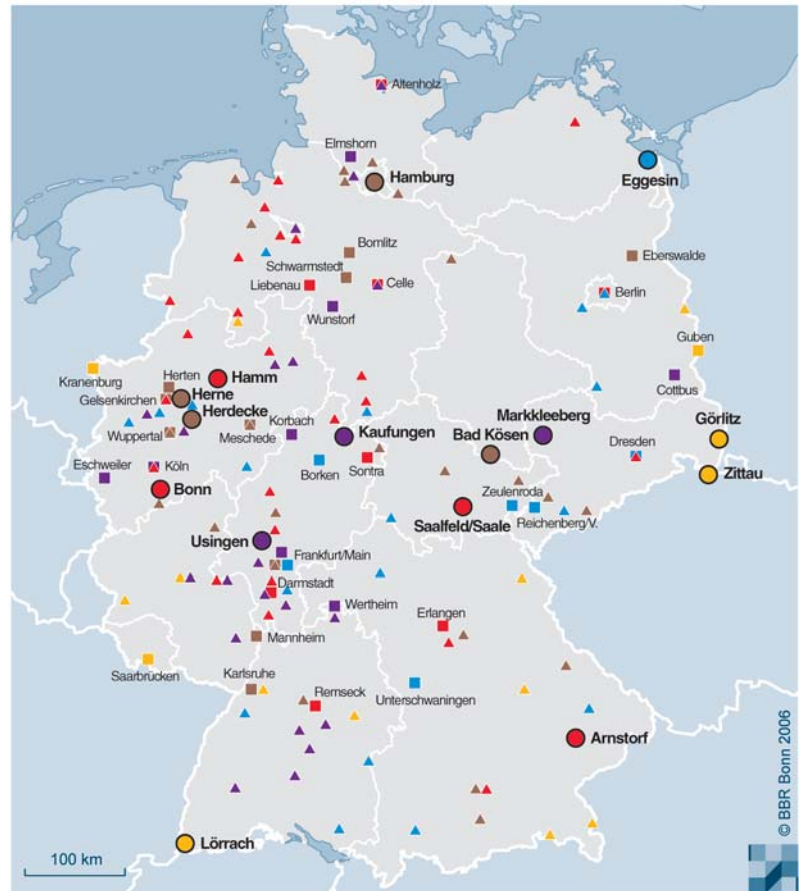 Altenholz
Elmshorn
Hamburg
Eggesin
Bomlitz
Schwarmstedt
Eberswalde
Liebenau
Celle
Berlin
Wunstorf
Guben
Kranenburg
Herten
Hamm
Cottbus
Gelsenkirchen
Herne
Herdecke
Markkleeberg
Görlitz
Wuppertal
Meschede
Korbach
Kaufungen
Bad Kösen
Dresden
Eschweiler
Köln
Borken
Sontra
Zittau
Bonn
Zeulenroda
Saalfeld/Saale
Reichenberg/V.
Usingen
Frankfurt/Main
Darmstadt
Wertheim
Erlangen
Mannheim
Saarbrücken
Karlsruhe
Remseck
Unterschwaningen
Arnstorf
Lörrach
100 km
© BBR Bonn 2006